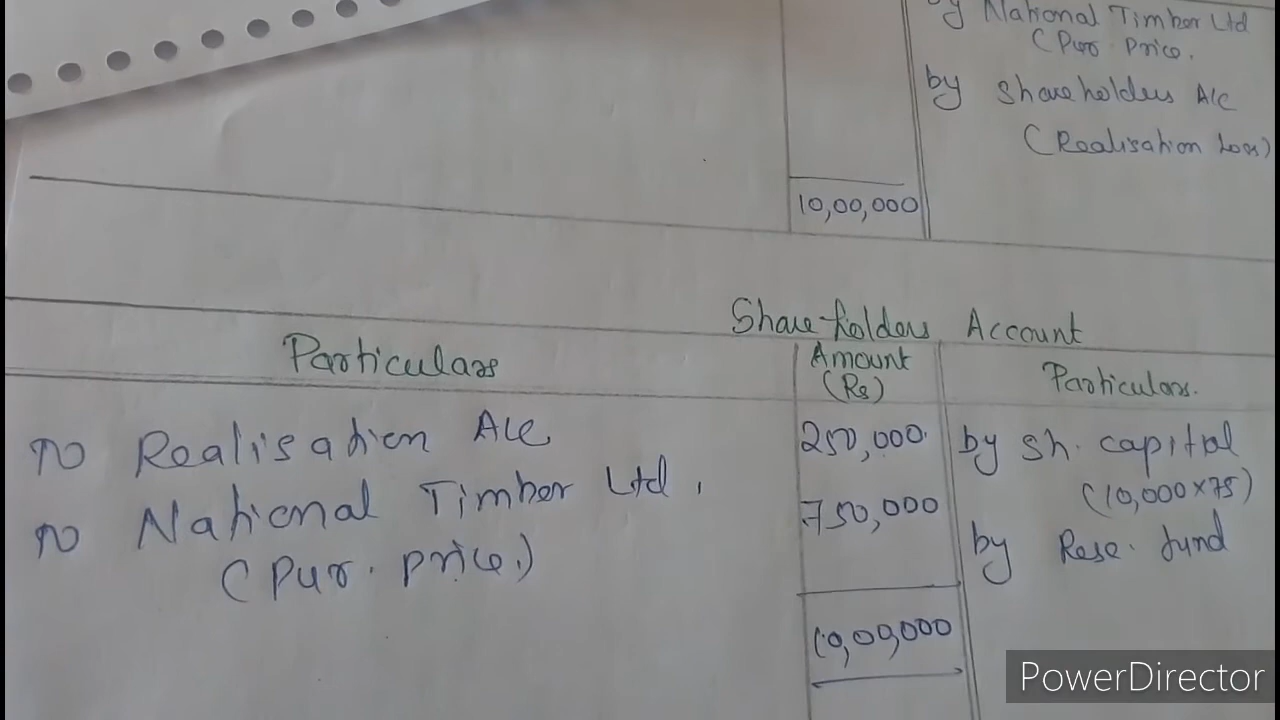 by National Timber Ltd
(Pur. Price.
by Shareholders A/c
(Realisation Loss)
10,00,000
Shareholders Account
Particulars
Amount
(Rs)
Particulars.
To Realisation A/c
250,000
by Sh. capital
(10,000×75)
To National Timber Ltd.
(Pur. price.)
750,000
by Rese. fund
10,00,000
PowerDirector